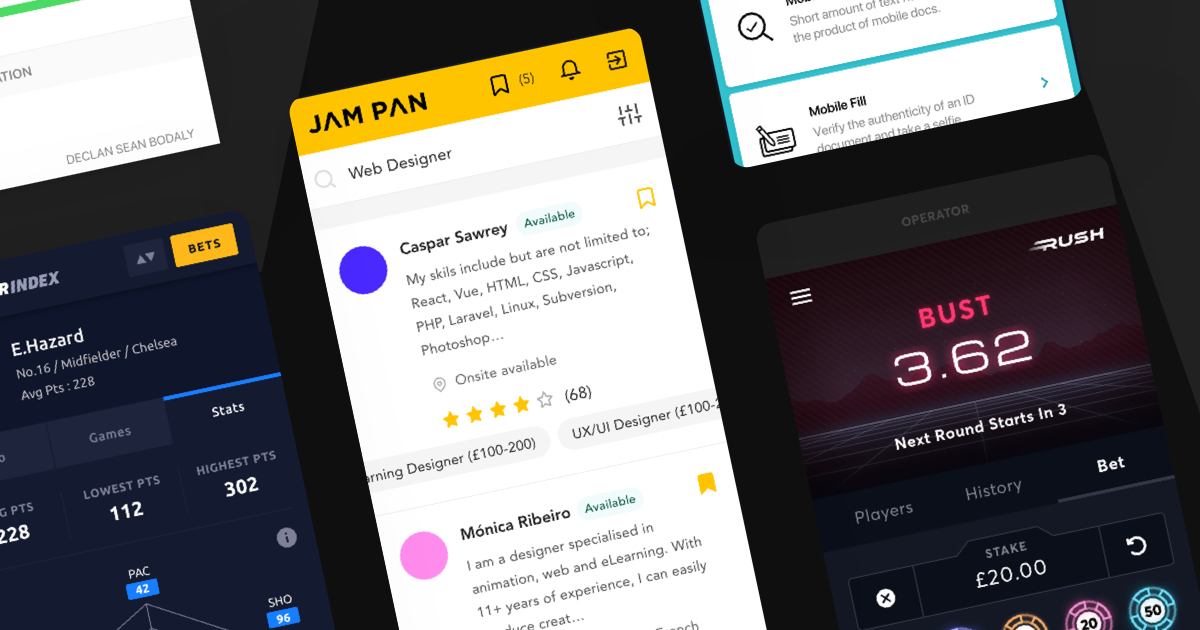 DECLAN SEAN BODALY
BETS
INDEX
E.Hazard
No.16 / Midfielder / Chelsea
Avg Pts : 228
Games
Stats
PTS
228
LOWEST PTS
112
HIGHEST PTS
302
PAC
42
SHO
96
JAM PAN
(5)
Web Designer
Caspar Sawrey
Available
My skils include but are not limited to;
React, Vue, HTML, CSS, Javascript,
PHP, Laravel, Linux, Subversion,
Photoshop...
Onsite available
(68)
Designer (£100-200)
UX/UI Designer (£100-2
Mónica Ribeiro
Available
I am a designer specialised in
animation, web and eLearning. With
11+ years of experience, I can easily
creat...
French
Short amount of text
the product of mobile docs.
Mobile Fill
Verify the authenticity of an ID
document and take a selfie
OPERATOR
RUSH
BUST
3.62
Next Round Starts In 3
Players
History
Bet
STAKE
£20.00
20
50